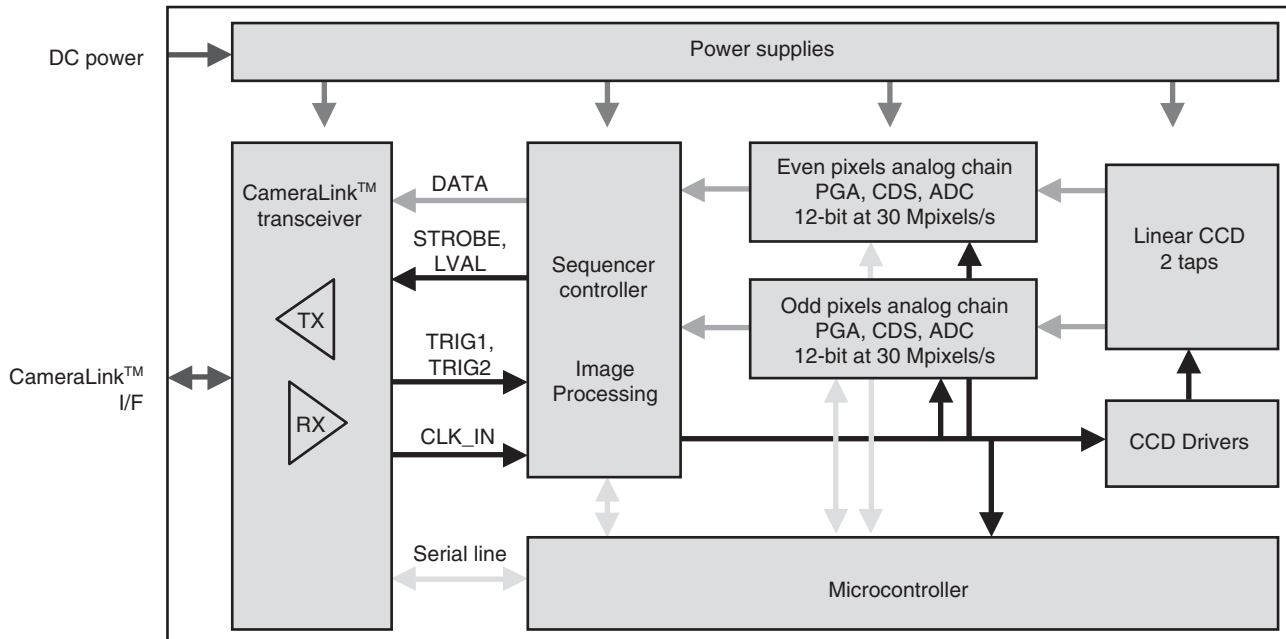 DC power
Power supplies
CameraLink™
transceiver
TX
RX
CameraLink™
I/F
DATA
STROBE,
LVAL
TRIG1,
TRIG2
CLK_IN
Serial line
Sequencer
controller
Image
Processing
Even pixels analog chain
PGA, CDS, ADC
12-bit at 30 Mpixels/s
Odd pixels analog chain
PGA, CDS, ADC
12-bit at 30 Mpixels/s
Linear CCD
2 taps
CCD Drivers
Microcontroller